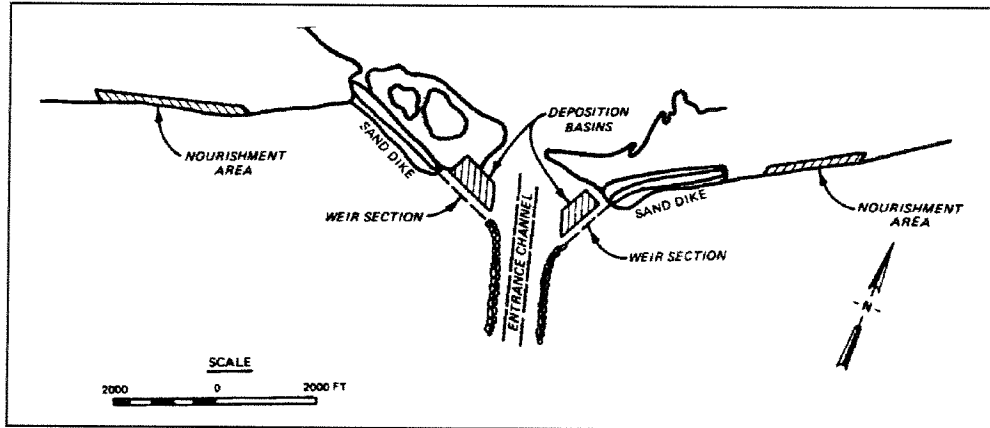 DEPOSITION
BASINS
NOURISHMENT
AREA
SAND DIKE
WEIR SECTION
ENTRANCE CHANNEL
SAND DIKE
NOURISHMENT
AREA
WEIR SECTION
-N-
SCALE
2000 0 2000 FT